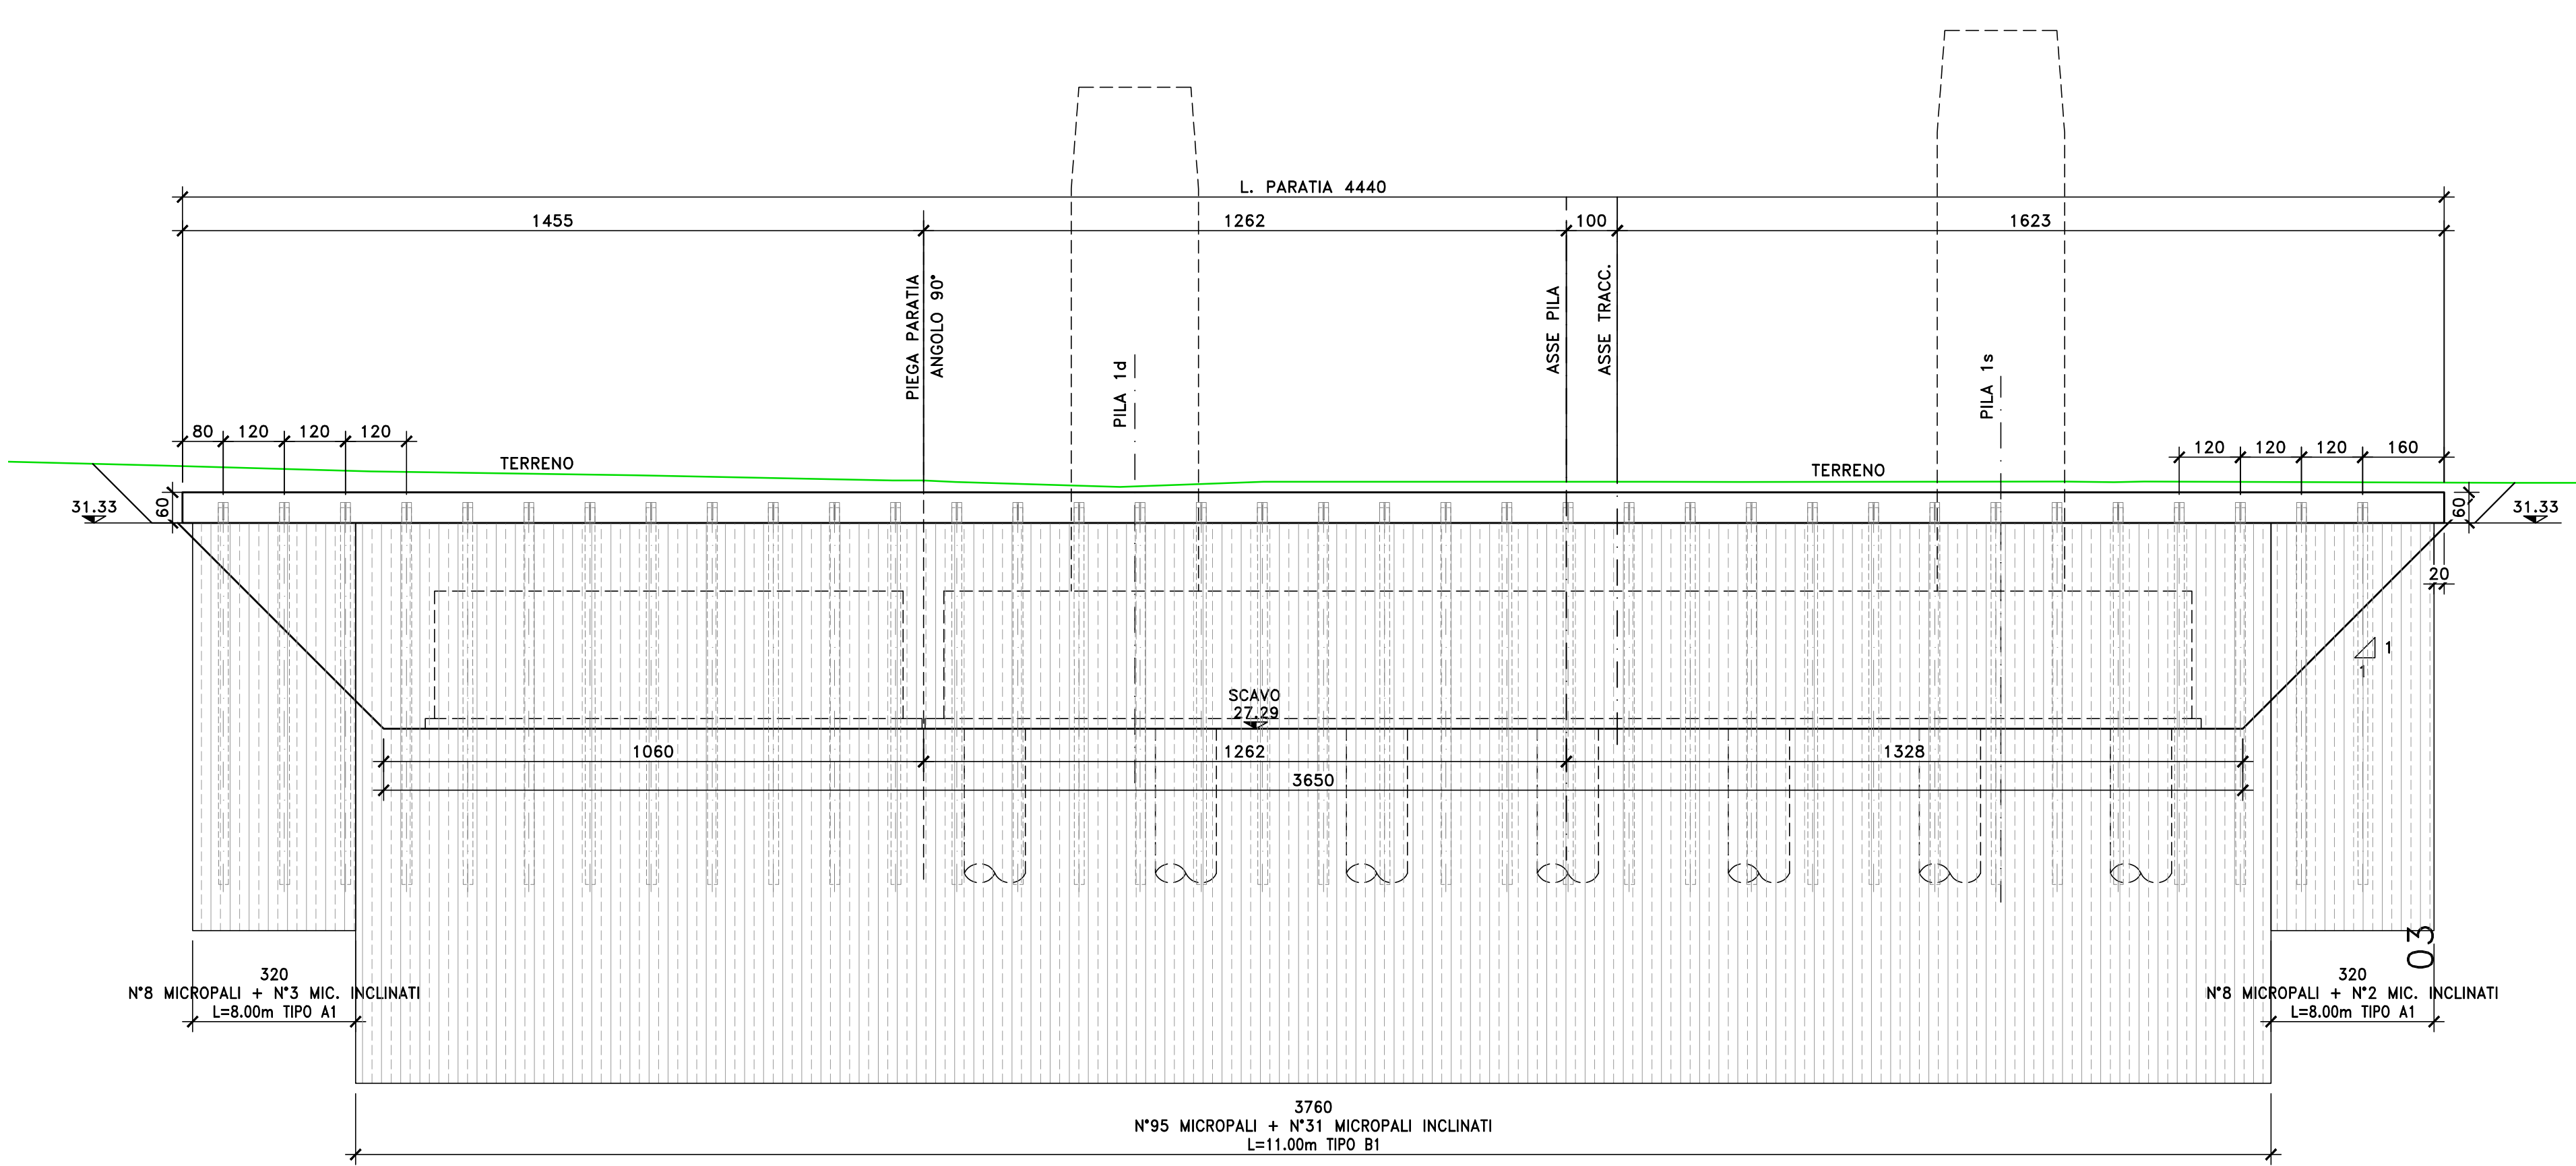 L. PARATIA 4440
1455
1262
100
1623
PIEGA PARATIA
ANGOLO 90°
PILA 1d
ASSE PILA
ASSE TRACC.
PILA 1s
80
120
120
120
120
120
120
160
TERRENO
TERRENO
31.33
60
60
31.33
20
1
1
SCAVO
27.29
1060
1262
1328
3650
03
320
N°8 MICROPALI + N°3 MIC. INCLINATI
L=8.00m TIPO A1
320
N°8 MICROPALI + N°2 MIC. INCLINATI
L=8.00m TIPO A1
3760
N°95 MICROPALI + N°31 MICROPALI INCLINATI
L=11.00m TIPO B1